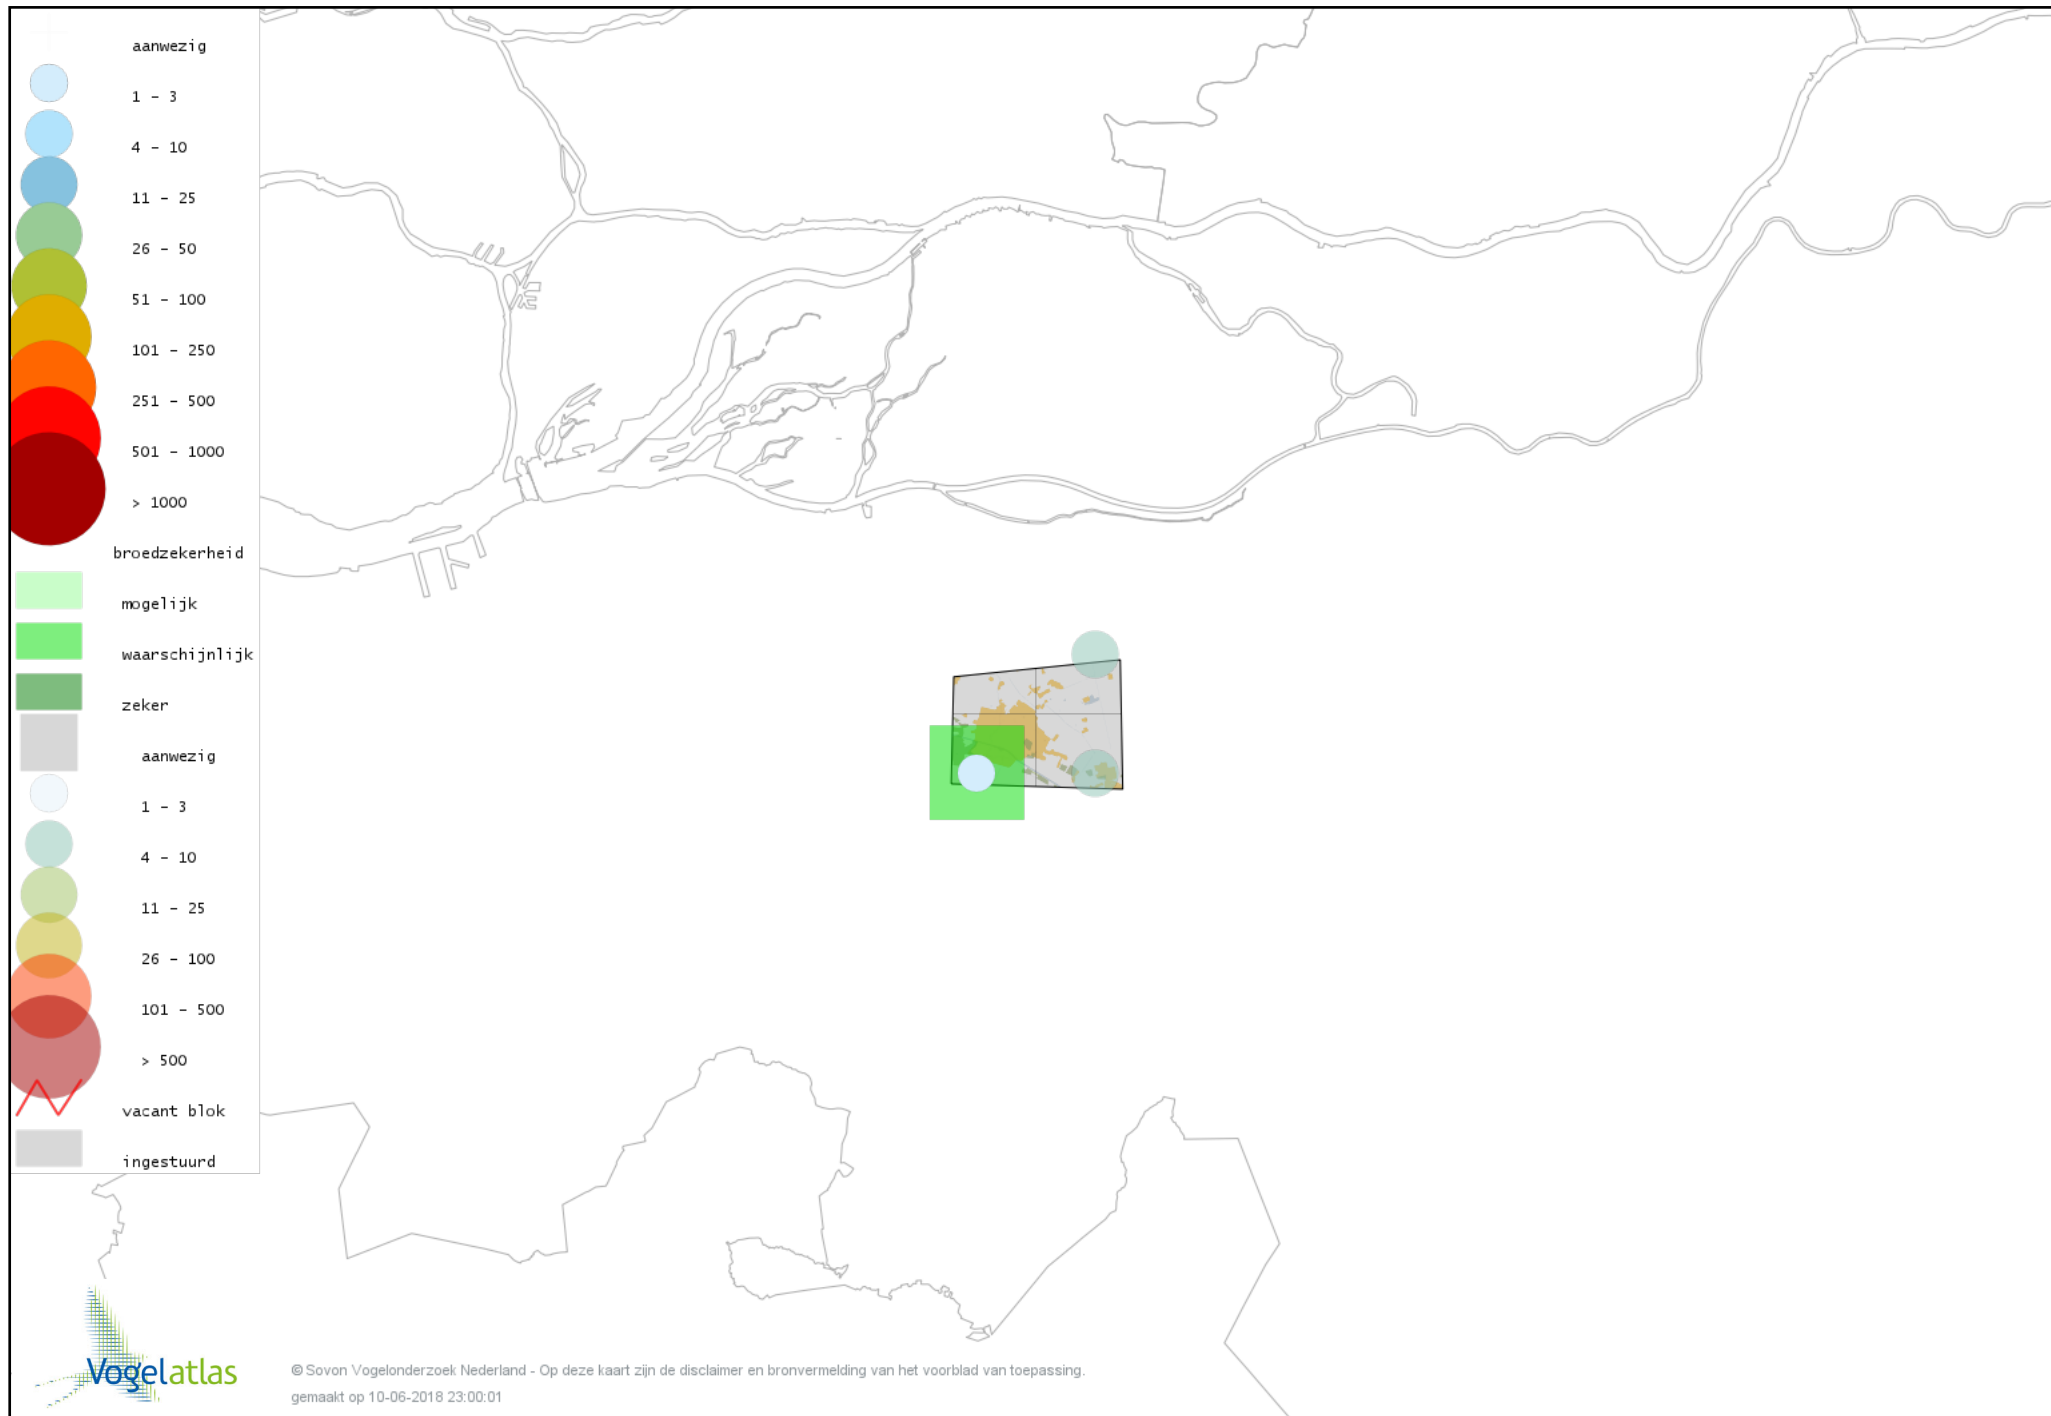 aanwezig
1 - 3
4 - 10
11 - 25
26 - 50
51 - 100
101 - 250
251 - 500
501 - 1000
> 1000
broedzekerheid
mogelijk
waarschijnlijk
zeker
aanwezig
1 - 3
4 - 10
11 - 25
26 - 100
101 - 500
> 500
vacant blok
ingestuurd
Vogelatlas
© Sovon Vogelonderzoek Nederland - Op deze kaart zijn de disclaimer en bronvermelding van het voorblad van toepassing.
gemaakt op 10-06-2018 23:00:01